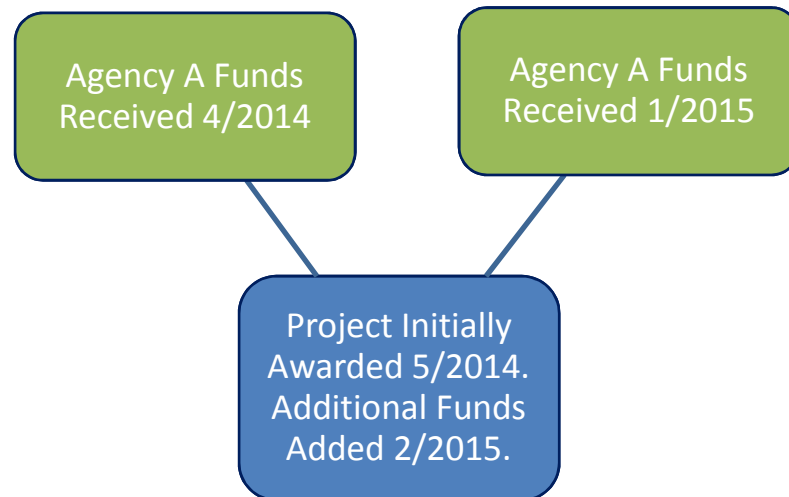 Agency A Funds
Received 4/2014
Agency A Funds
Received 1/2015
Project Initially
Awarded 5/2014.
Additional Funds
Added 2/2015.